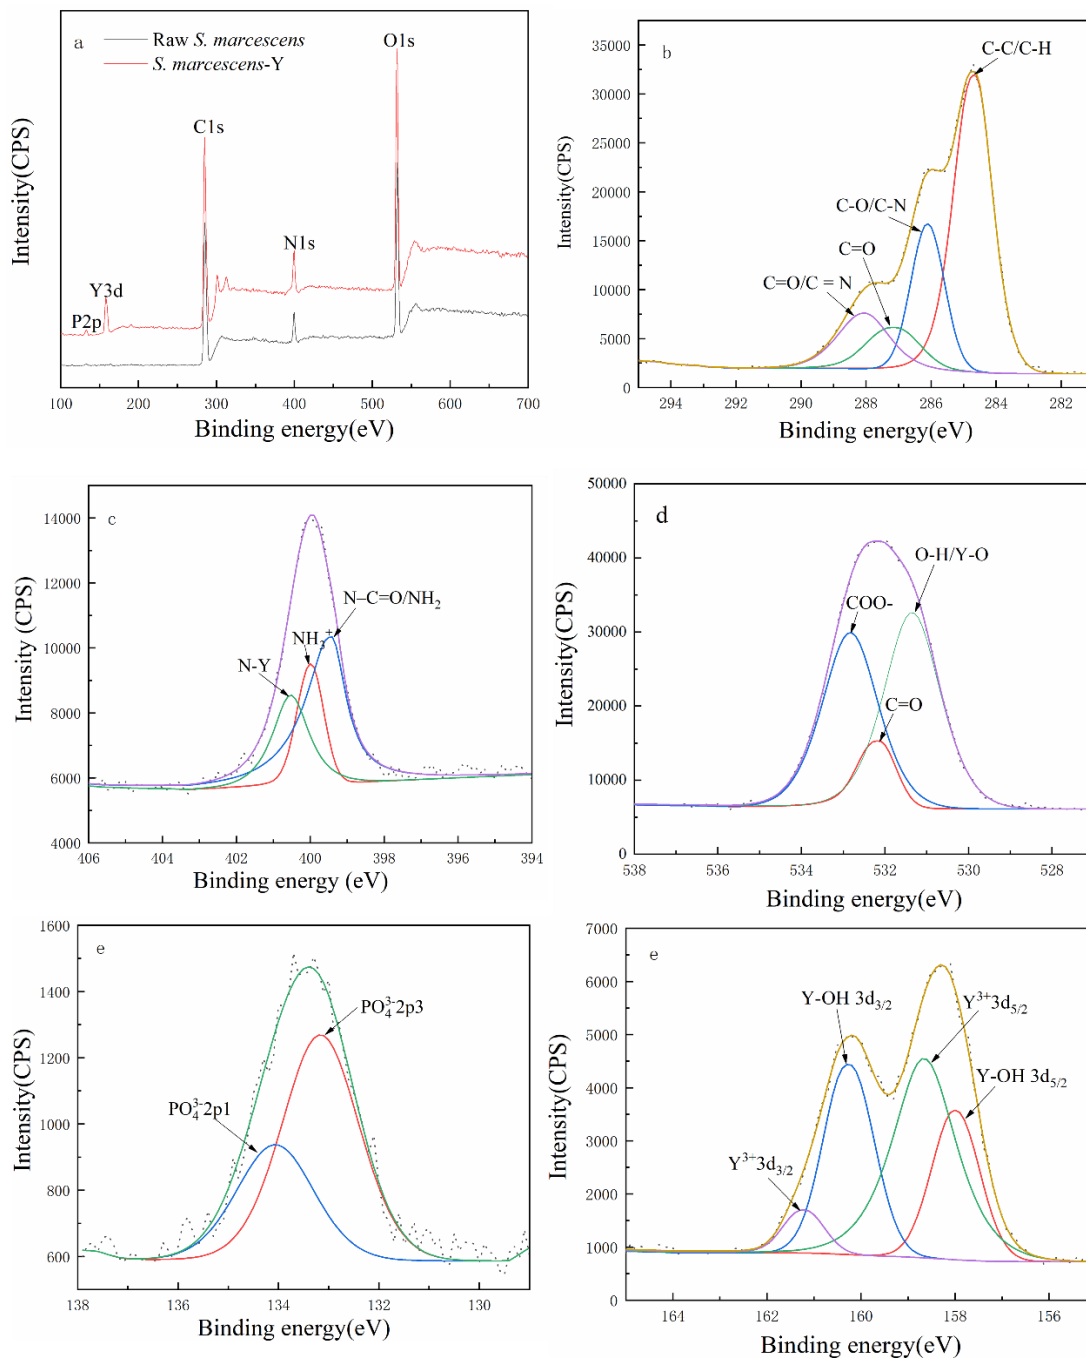 a
Raw S. marcescens
S. marcescens-Y
O1s
C1s
N1s
Y3d
P2p
Intensity(CPS)
100 200 300 400 500 600 700
Binding energy(eV)
b
C-C/C-H
C-O/C-N
C=O
C=O/C = N
Intensity(CPS)
35000
30000
25000
20000
15000
10000
5000
0
294 292 290 288 286 284 282
Binding energy(eV)
c
N–C=O/NH2
NH3+
N-Y
Intensity (CPS)
14000
12000
10000
8000
6000
4000
406 404 402 400 398 396 394
Binding energy (eV)
d
O-H/Y-O
COO-
C=O
Intensity(CPS)
50000
40000
30000
20000
10000
0
538 536 534 532 530 528
Binding energy(eV)
e
PO43-2p3
PO43-2p1
Intensity(CPS)
1600
1400
1200
1000
800
600
138 136 134 132 130
Binding energy(eV)
e
Y-OH 3d3/2
Y3+3d5/2
Y-OH 3d5/2
Y3+3d3/2
Intensity(CPS)
7000
6000
5000
4000
3000
2000
1000
0
164 162 160 158 156
Binding energy(eV)